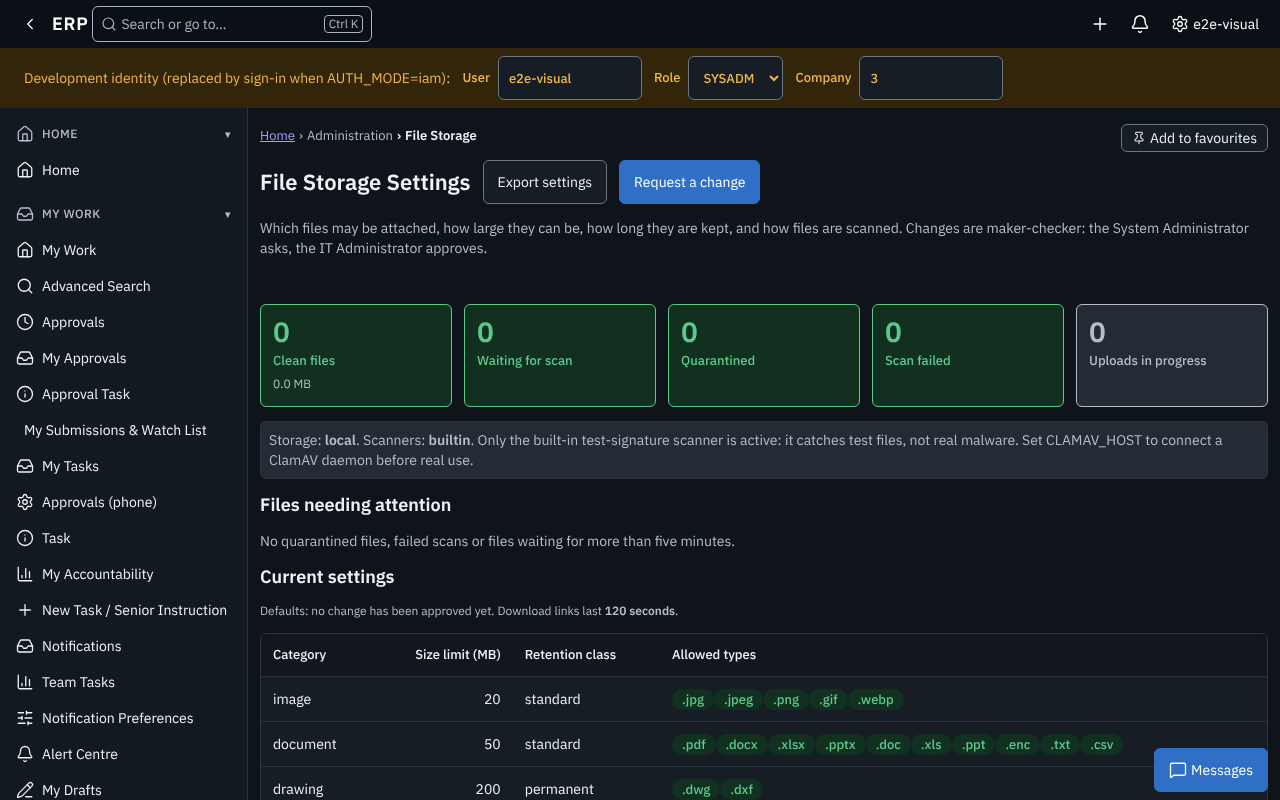 ERP
Search or go to...
Ctrl K
e2e-visual
Development identity (replaced by sign-in when AUTH_MODE=iam):
User
e2e-visual
Role
SYSADM
Company
3
HOME
Home
MY WORK
My Work
Advanced Search
Approvals
My Approvals
Approval Task
My Submissions & Watch List
My Tasks
Approvals (phone)
Task
My Accountability
New Task / Senior Instruction
Notifications
Team Tasks
Notification Preferences
Alert Centre
My Drafts
Home › Administration › File Storage
Add to favourites
File Storage Settings
Export settings
Request a change
Which files may be attached, how large they can be, how long they are kept, and how files are scanned. Changes are maker-checker: the System Administrator
asks, the IT Administrator approves.
0
Clean files
0.0 MB
0
Waiting for scan
0
Quarantined
0
Scan failed
0
Uploads in progress
Storage: local. Scanners: builtin. Only the built-in test-signature scanner is active: it catches test files, not real malware. Set CLAMAV_HOST to connect a
ClamAV daemon before real use.
Files needing attention
No quarantined files, failed scans or files waiting for more than five minutes.
Current settings
Defaults: no change has been approved yet. Download links last 120 seconds.
Category Size limit (MB) Retention class Allowed types
image 20 standard .jpg .jpeg .png .gif .webp
document 50 standard .pdf .docx .xlsx .pptx .doc .xls .ppt .enc .txt .csv
drawing 200 permanent .dwg .dxf
Messages